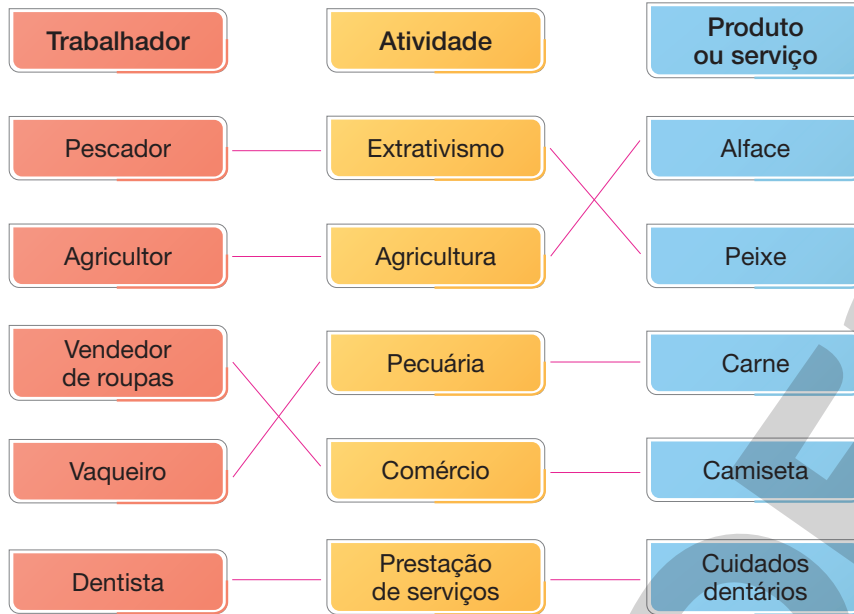 Trabalhador
Atividade
Produto
ou serviço
Pescador
Extrativismo
Alface
Agricultor
Agricultura
Peixe
Vendedor
de roupas
Pecuária
Carne
Vaqueiro
Comércio
Camiseta
Dentista
Prestação
de serviços
Cuidados
dentários